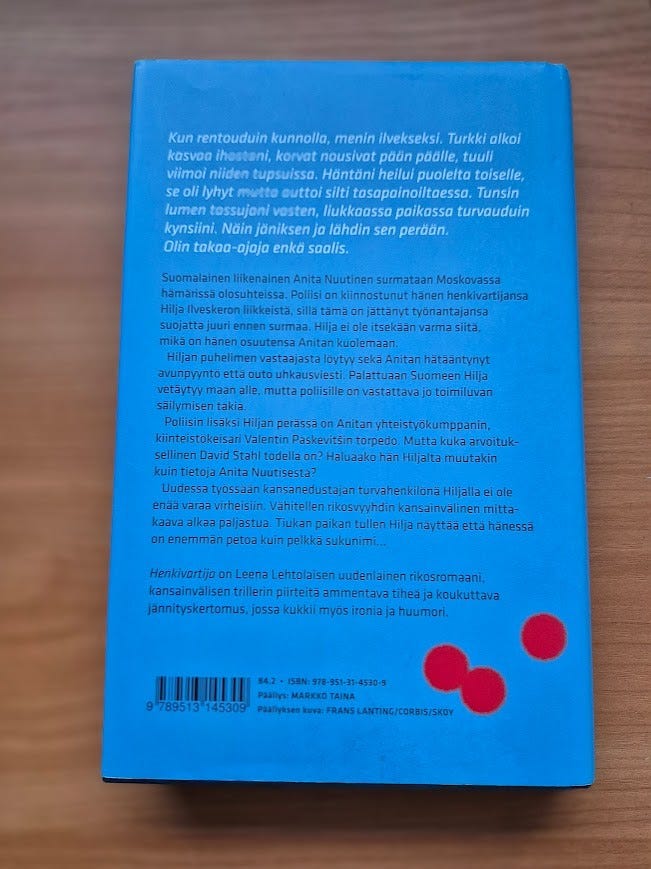 Kun rentouduin kunnolla, menin ilvekseksi. Turkki alkoi
kasvaa ihostani, korvat nousivat pään päälle, tuuli
viimoi niiden tupsuissa. Häntäni heilui puolelta toiselle,
se oli lyhyt mutta auttoi silti tasapainoiltaessa. Tunsin
lumen tassujani vasten, liukkaassa paikassa turvauduin
kynsiini. Näin jäniksen ja lähdin sen perään.
Olin takaa-ajaja enkä saalis.
Suomalainen liikenainen Anita Nuutinen surmataan Moskovassa
hämärissä olosuhteissa. Poliisi on kiinnostunut hänen henkivartijansa
Hilja Ilveskeron liikkeistä, sillä tämä on jättänyt työnantajansa
suojatta juuri ennen surmaa. Hilja ei ole itsekään varma siitä,
mikä on hänen osuutensa Anitan kuolemaan.
Hiljan puhelimen vastaajasta löytyy sekä Anitan hätääntynyt
avunpyyntö että outo uhkausviesti. Palattuaan Suomeen Hilja
vetäytyy maan alle, mutta poliisille on vastattava jo toimiluvan
säilymisen takia.
Poliisin lisäksi Hiljan perässä on Anitan yhteistyökumppanin,
kiinteistökeisari Valentin Paskevitšin torpedo. Mutta kuka arvoituk-
sellinen David Stahl todella on? Haluaako hän Hiljalta muutakin
kuin tietoja Anita Nuutisesta?
Uudessa työssään kansanedustajan turvahenkilönä Hiljalla ei ole
enää varaa virheisiin. Vähitellen rikosvyyhdin kansainvälinen mitta-
kaava alkaa paljastua. Tiukan paikan tullen Hilja näyttää että hänessä
on enemmän petoa kuin pelkkä sukunimi...
Henkivartija on Leena Lehtolaisen uudenlainen rikosromaani,
kansainvälisen trillerin piirteitä ammentava tiheä ja koukuttava
jännityskertomus, jossa kukkii myös ironia ja huumori.
84.2 • ISBN: 978-951-31-4530-9
Päällys: MARKKO TAINA
Päällyksen kuva: FRANS LANTING/CORBIS/SKOY
9 789513 145309